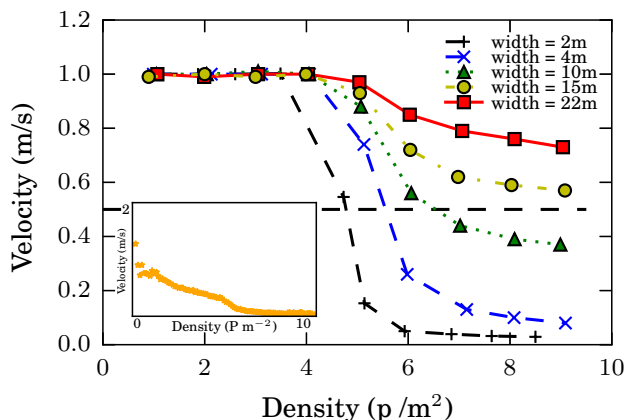 1.2
1.0
0.8
0.6
0.4
0.2
0.0
Velocity (m/s)
width = 2m
width = 4m
width = 10m
width = 15m
width = 22m
2
Velocity (m/s)
0
10
Density (P m⁻²)
0
2
4
6
8
10
Density (p /m²)